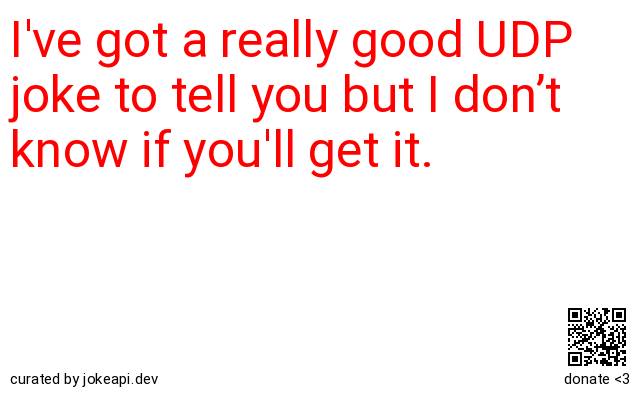 I've got a really good UDP
joke to tell you but I don’t
know if you'll get it.
curated by jokeapi.dev
donate <3